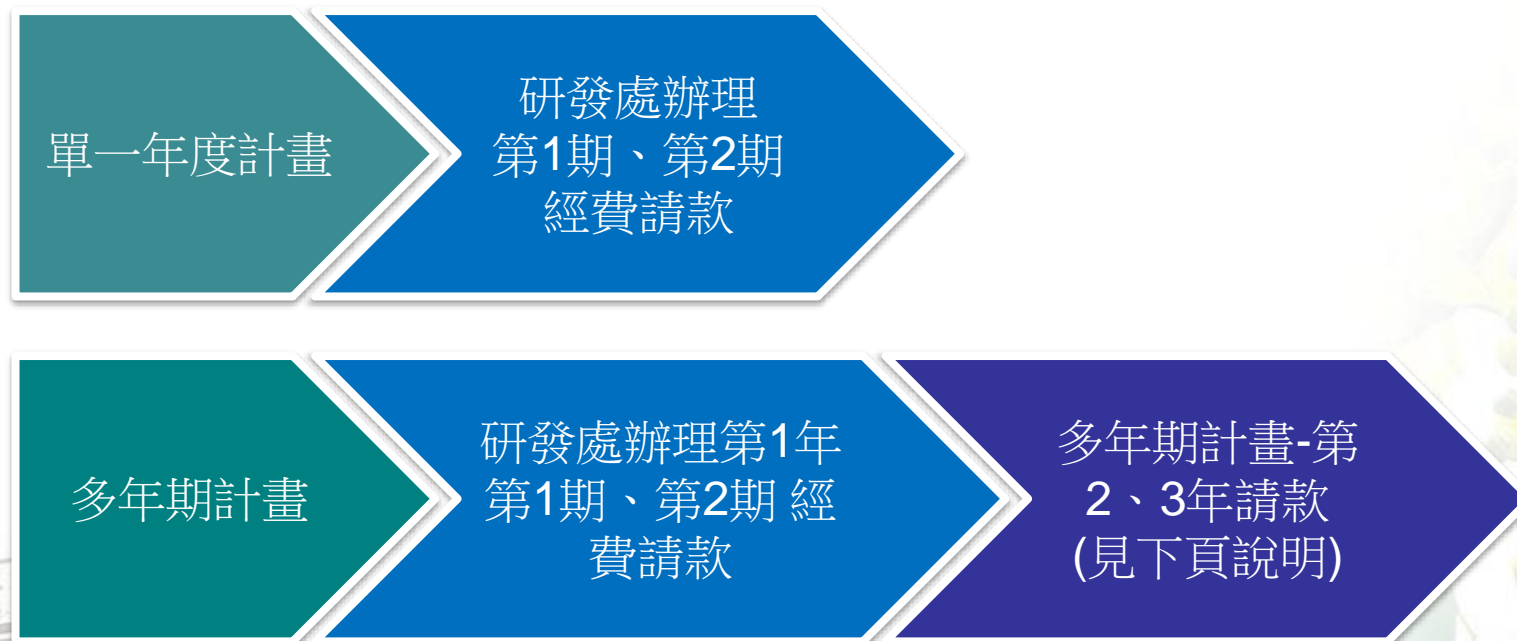 單一年度計畫
研發處辦理
第1期、第2期
經費請款
多年期計畫
研發處辦理第1年
第1期、第2期 經
費請款
多年期計畫-第
2、3年請款
(見下頁說明)